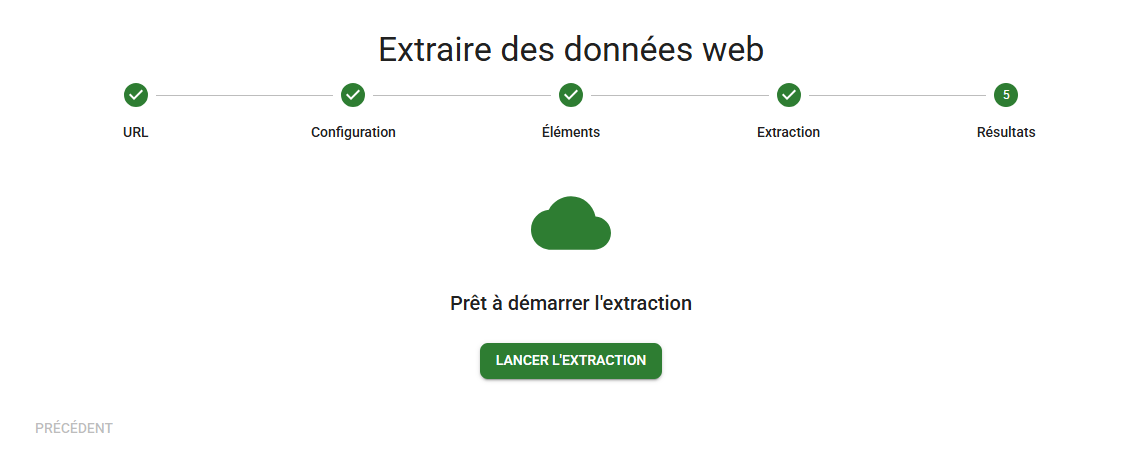 Extraire des données web
5
URL
Configuration
Éléments
Extraction
Résultats
Prêt à démarrer l'extraction
LANCER L'EXTRACTION
PRÉCÉDENT